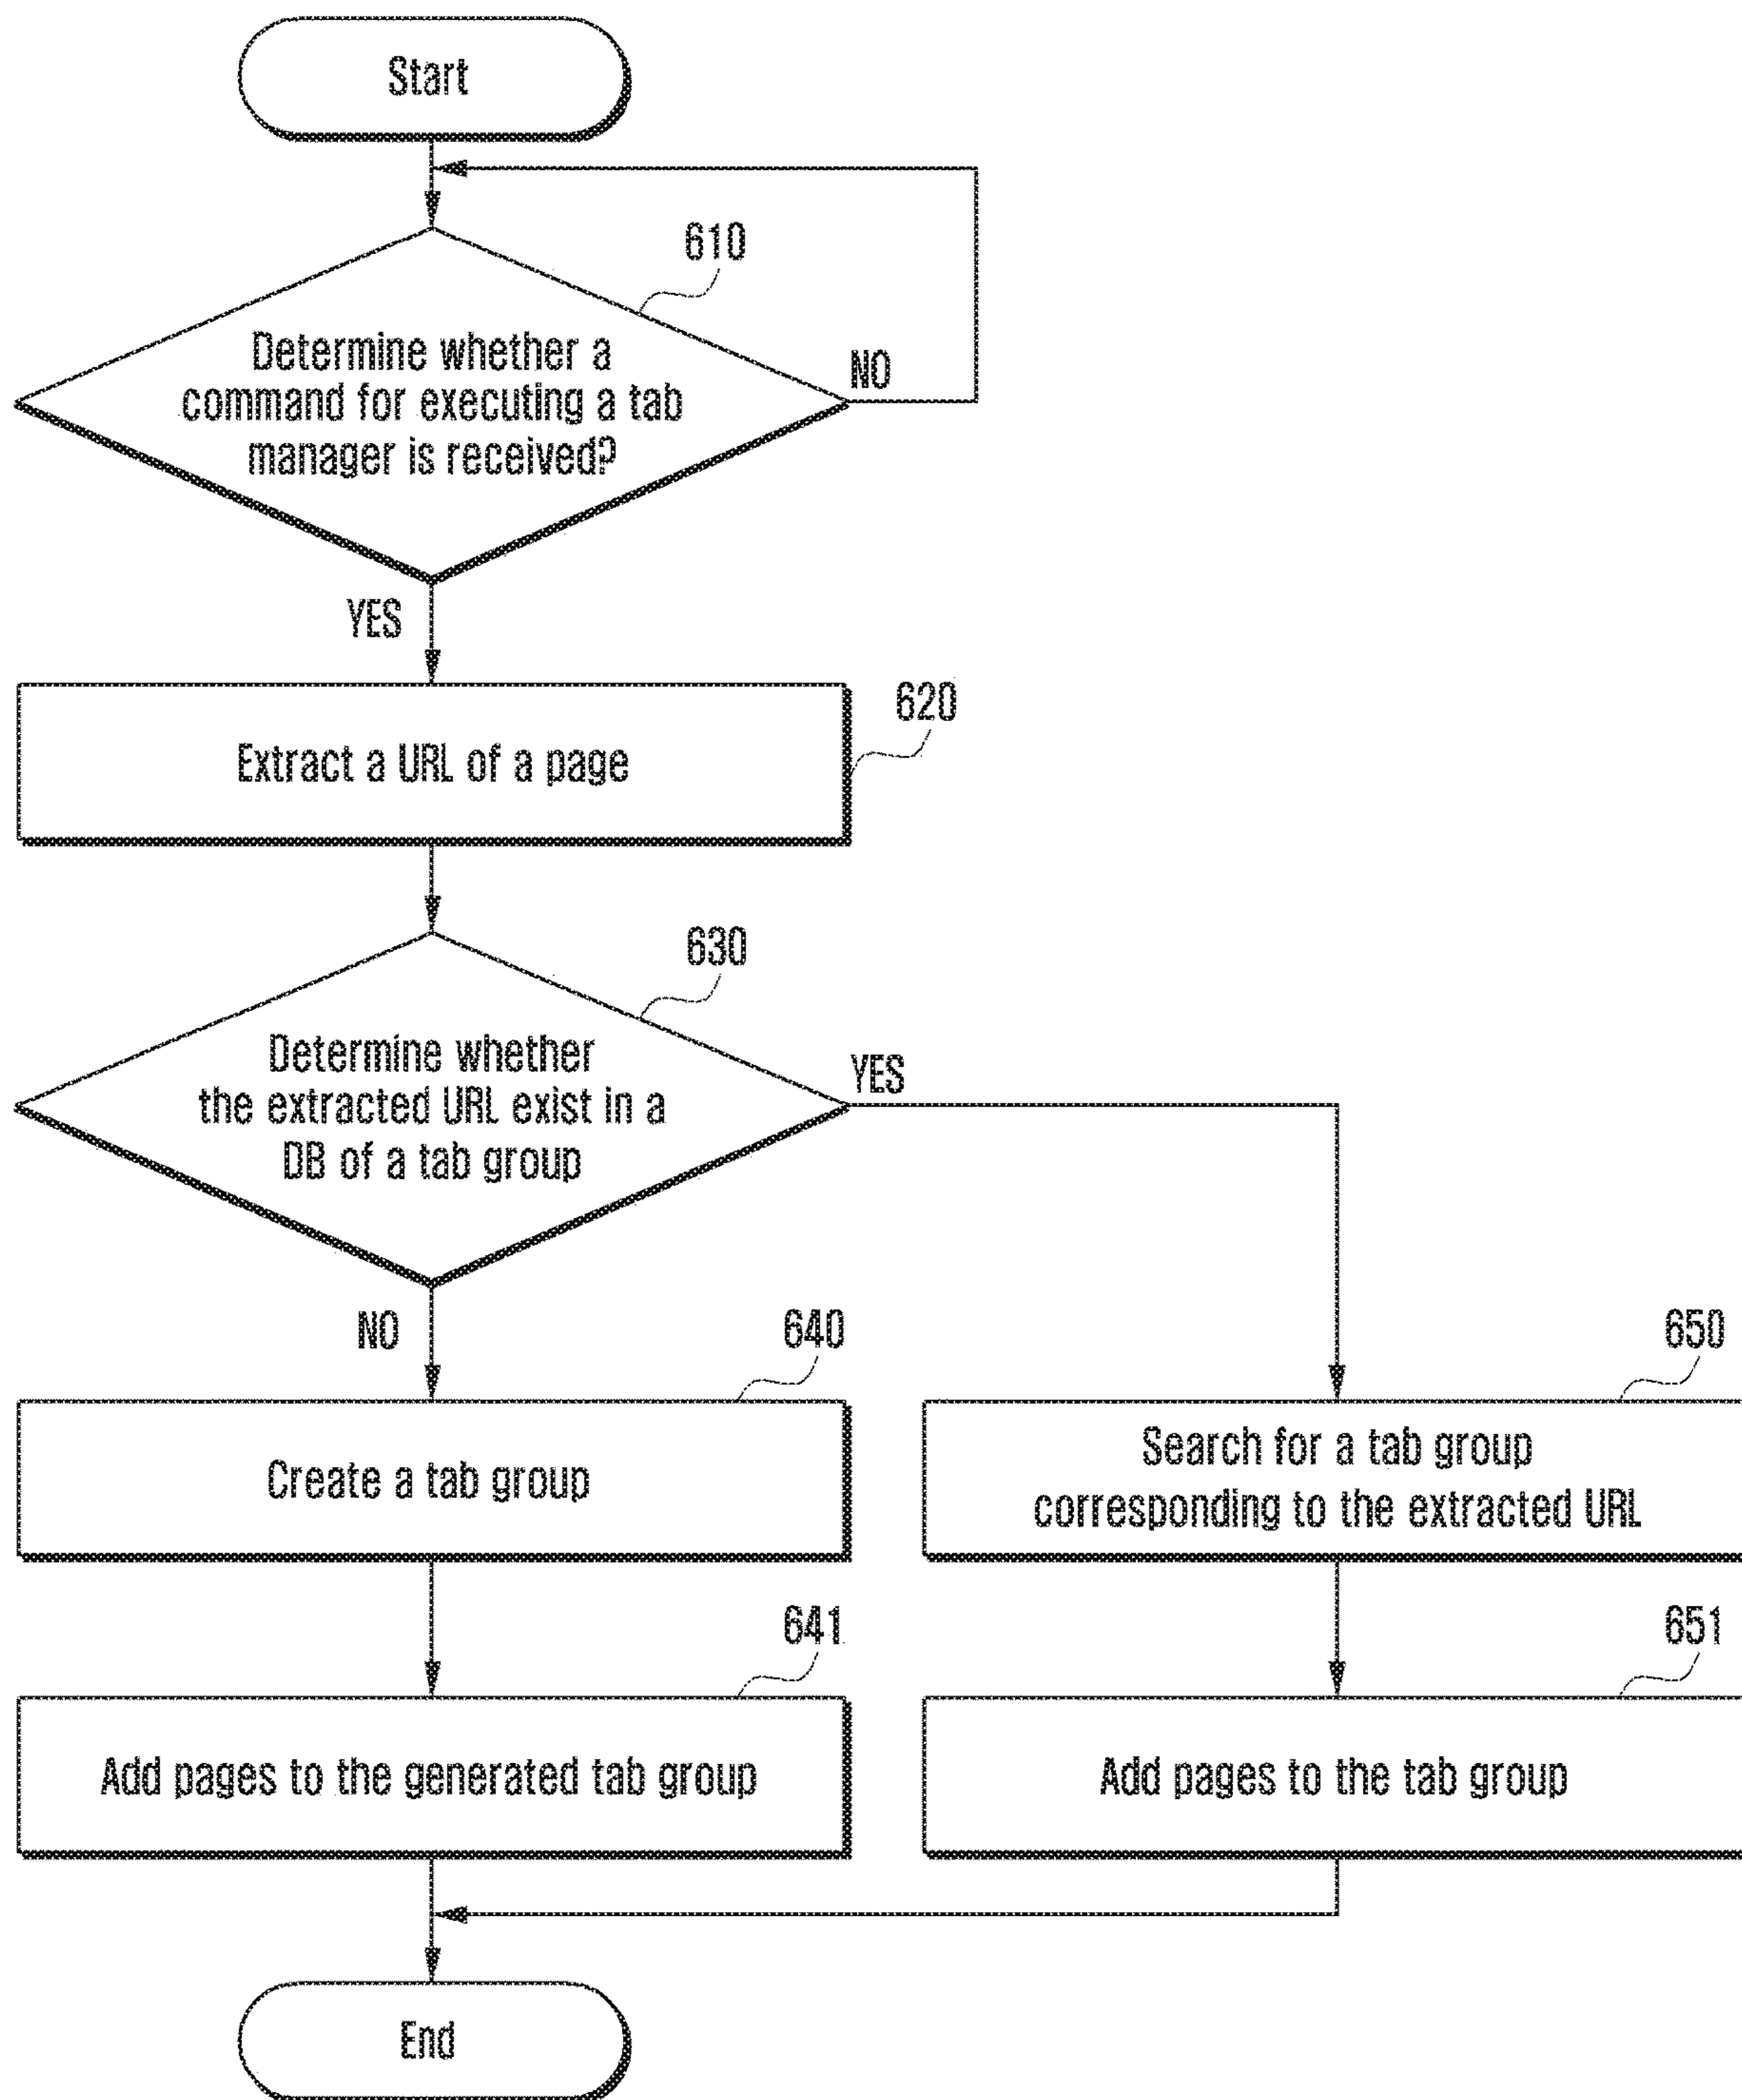 Start
610
Determine whether a
command for executing a tab
manager is received?
NO
YES
620
Extract a URL of a page
630
Determine whether
the extracted URL exist in a
DB of a tab group
YES
NO
640
Create a tab group
650
Search for a tab group
corresponding to the extracted URL
641
Add pages to the generated tab group
651
Add pages to the tab group
End